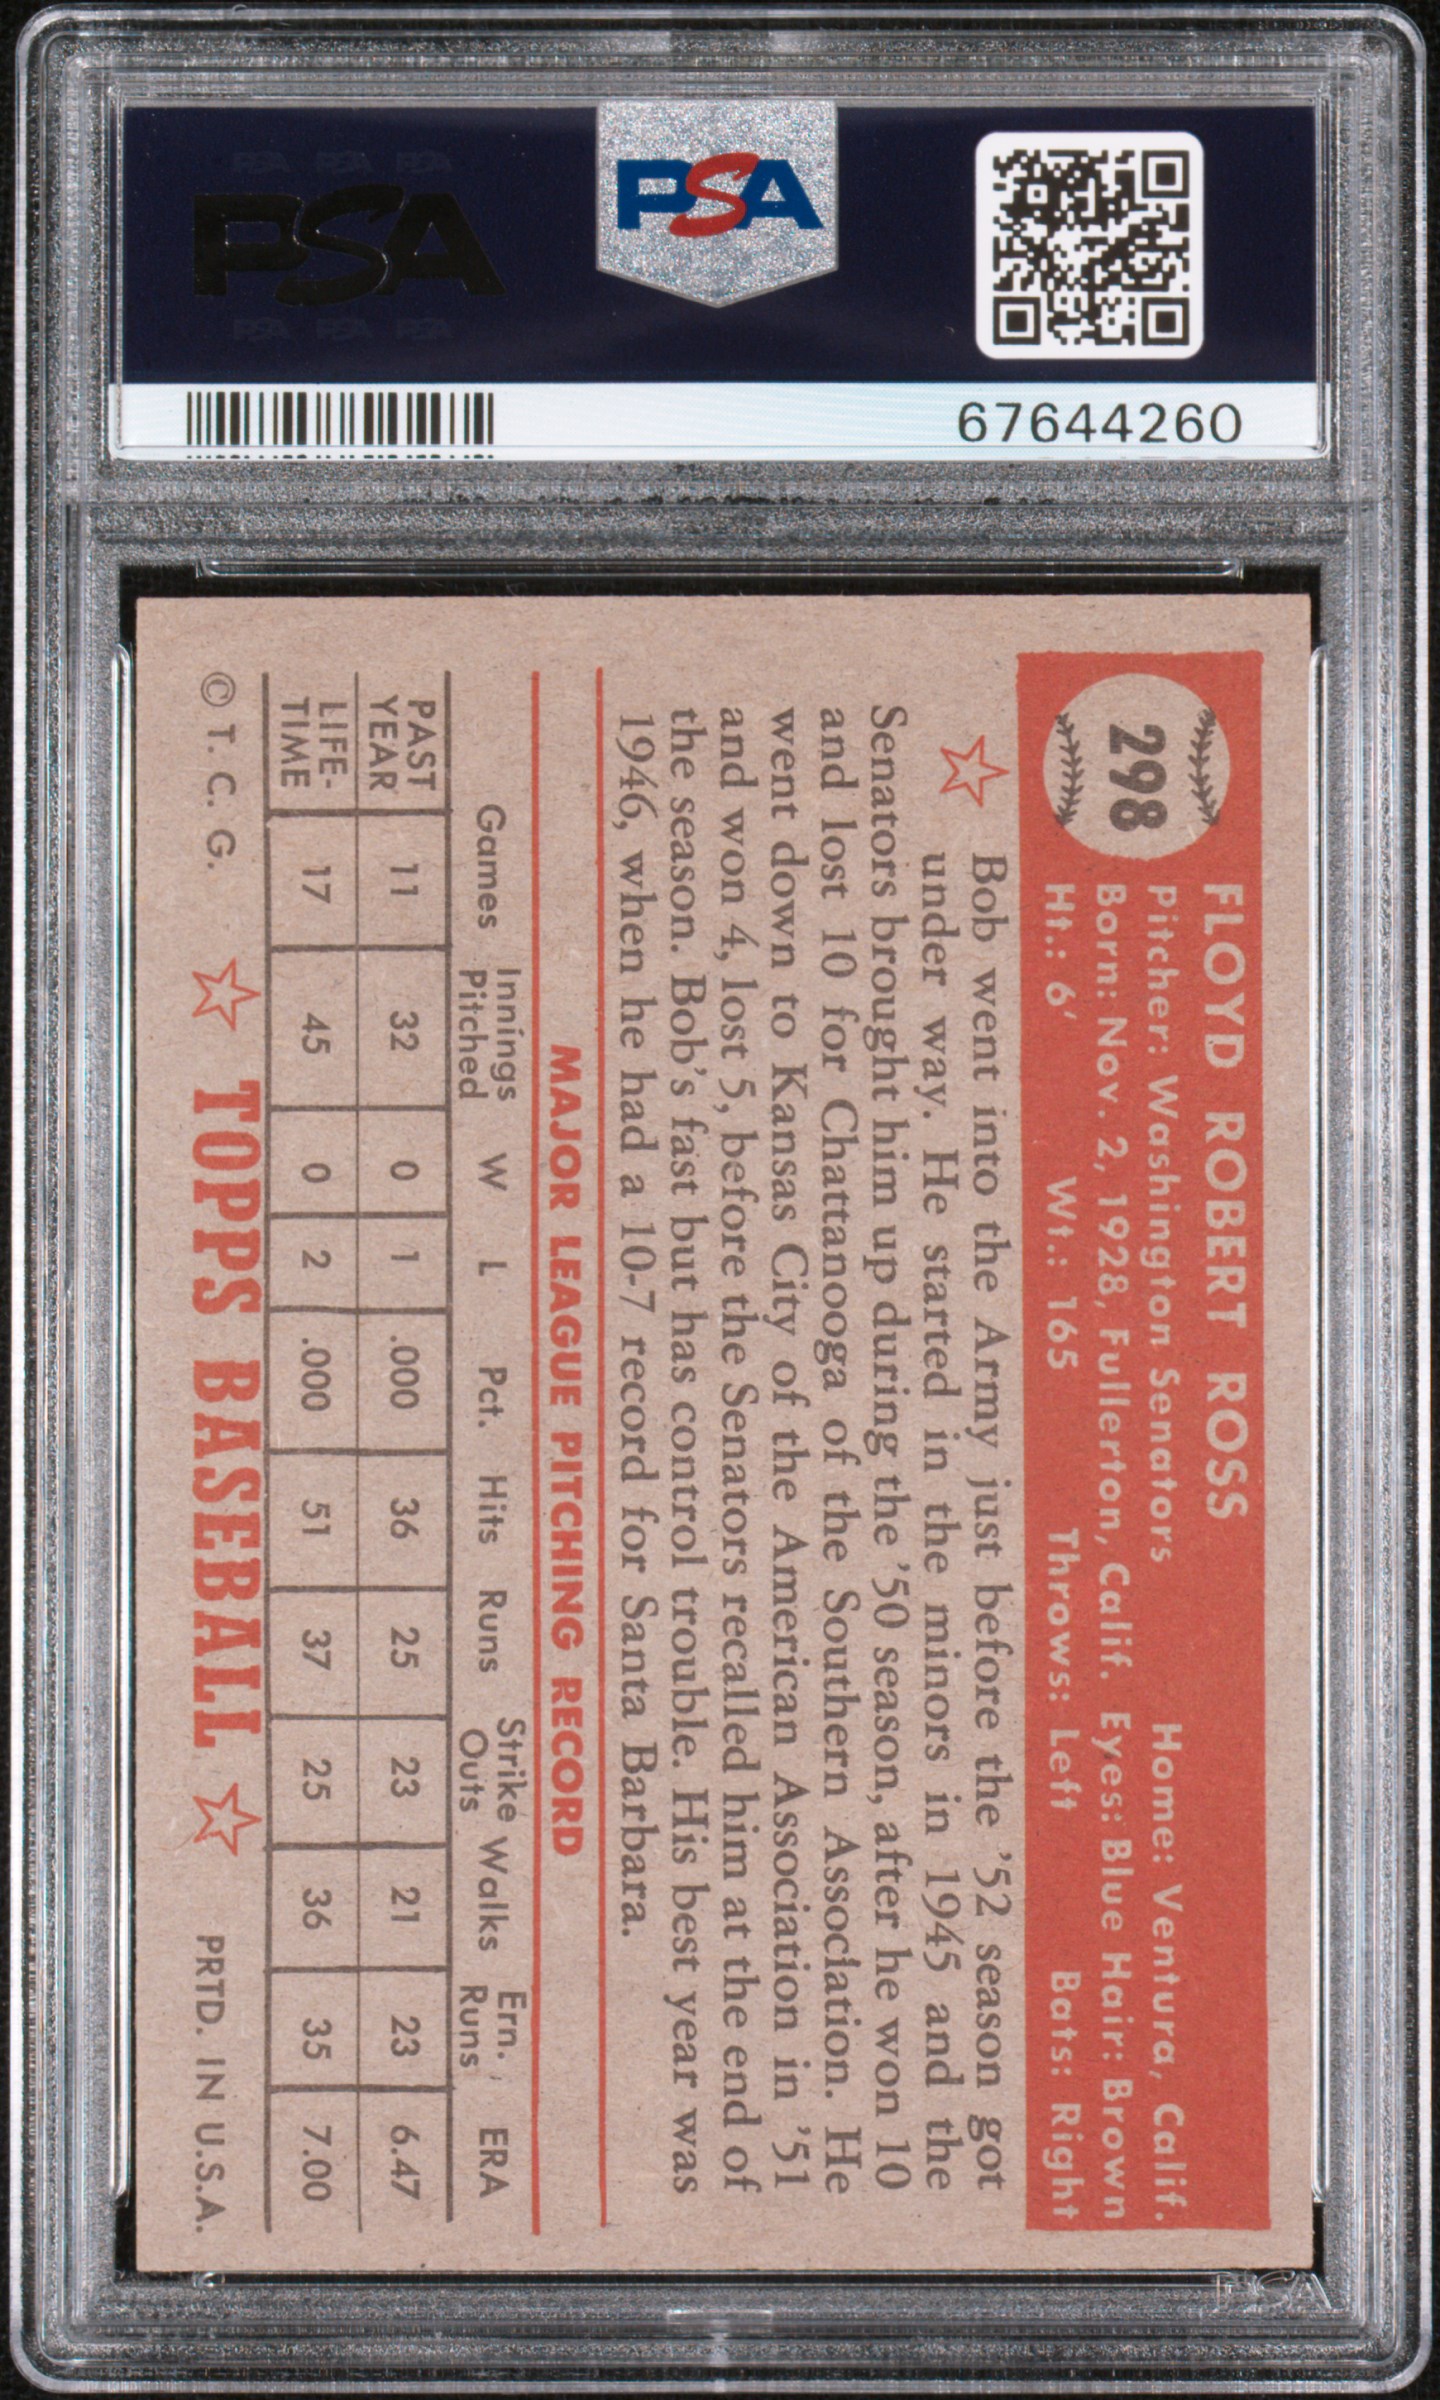 PSA PSA PSA
PSA
PSA PSA PSA
PSA
67644260
298
FLOYD ROBERT ROSS
Pitcher: Washington Senators Home: Ventura, Calif.
Born: Nov. 2, 1928, Fullerton, Calif. Eyes: Blue Hair: Brown
Ht.: 6' Wt.: 165 Throws: Left Bats: Right
Bob went into the Army just before the '52 season got
under way. He started in the minors in 1945 and the
Senators brought him up during the '50 season, after he won 10
and lost 10 for Chattanooga of the Southern Association. He
went down to Kansas City of the American Association in '51
and won 4, lost 5, before the Senators recalled him at the end of
the season. Bob's fast but has control trouble. His best year was
1946, when he had a 10-7 record for Santa Barbara.
MAJOR LEAGUE PITCHING RECORD
Games Innings Pitched W L Pct. Hits Runs Strike Outs Walks Ern. Runs ERA
PAST YEAR 11 32 0 1 .000 36 25 23 21 23 6.47
LIFE-TIME 17 45 0 2 .000 51 37 25 36 35 7.00
© T. C. G. TOPPS BASEBALL PRTD. IN U.S.A.
PSA